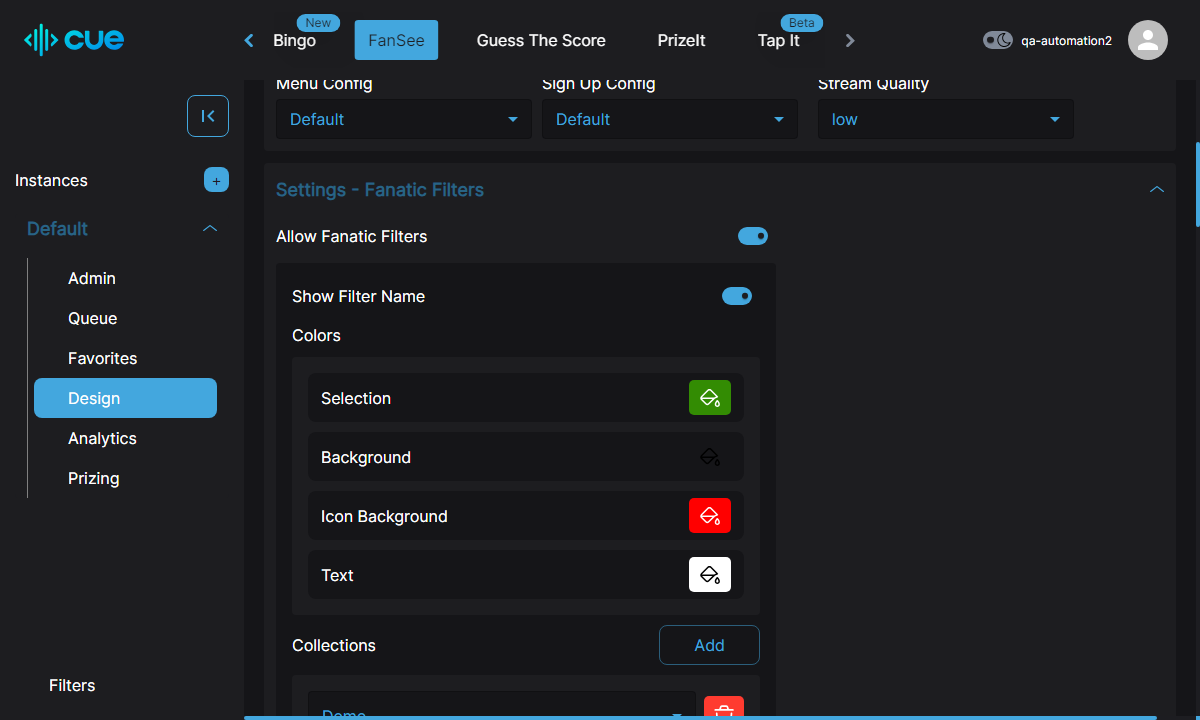 cue
New
Bingo
FanSee
Guess The Score
PrizeIt
Beta
Tap It
qa-automation2
Menu Config
Sign Up Config
Stream Quality
Default
Default
low
Instances
+
Default
Admin
Queue
Favorites
Design
Analytics
Prizing
Filters
Settings - Fanatic Filters
Allow Fanatic Filters
Show Filter Name
Colors
Selection
Background
Icon Background
Text
Collections
Add
Demo